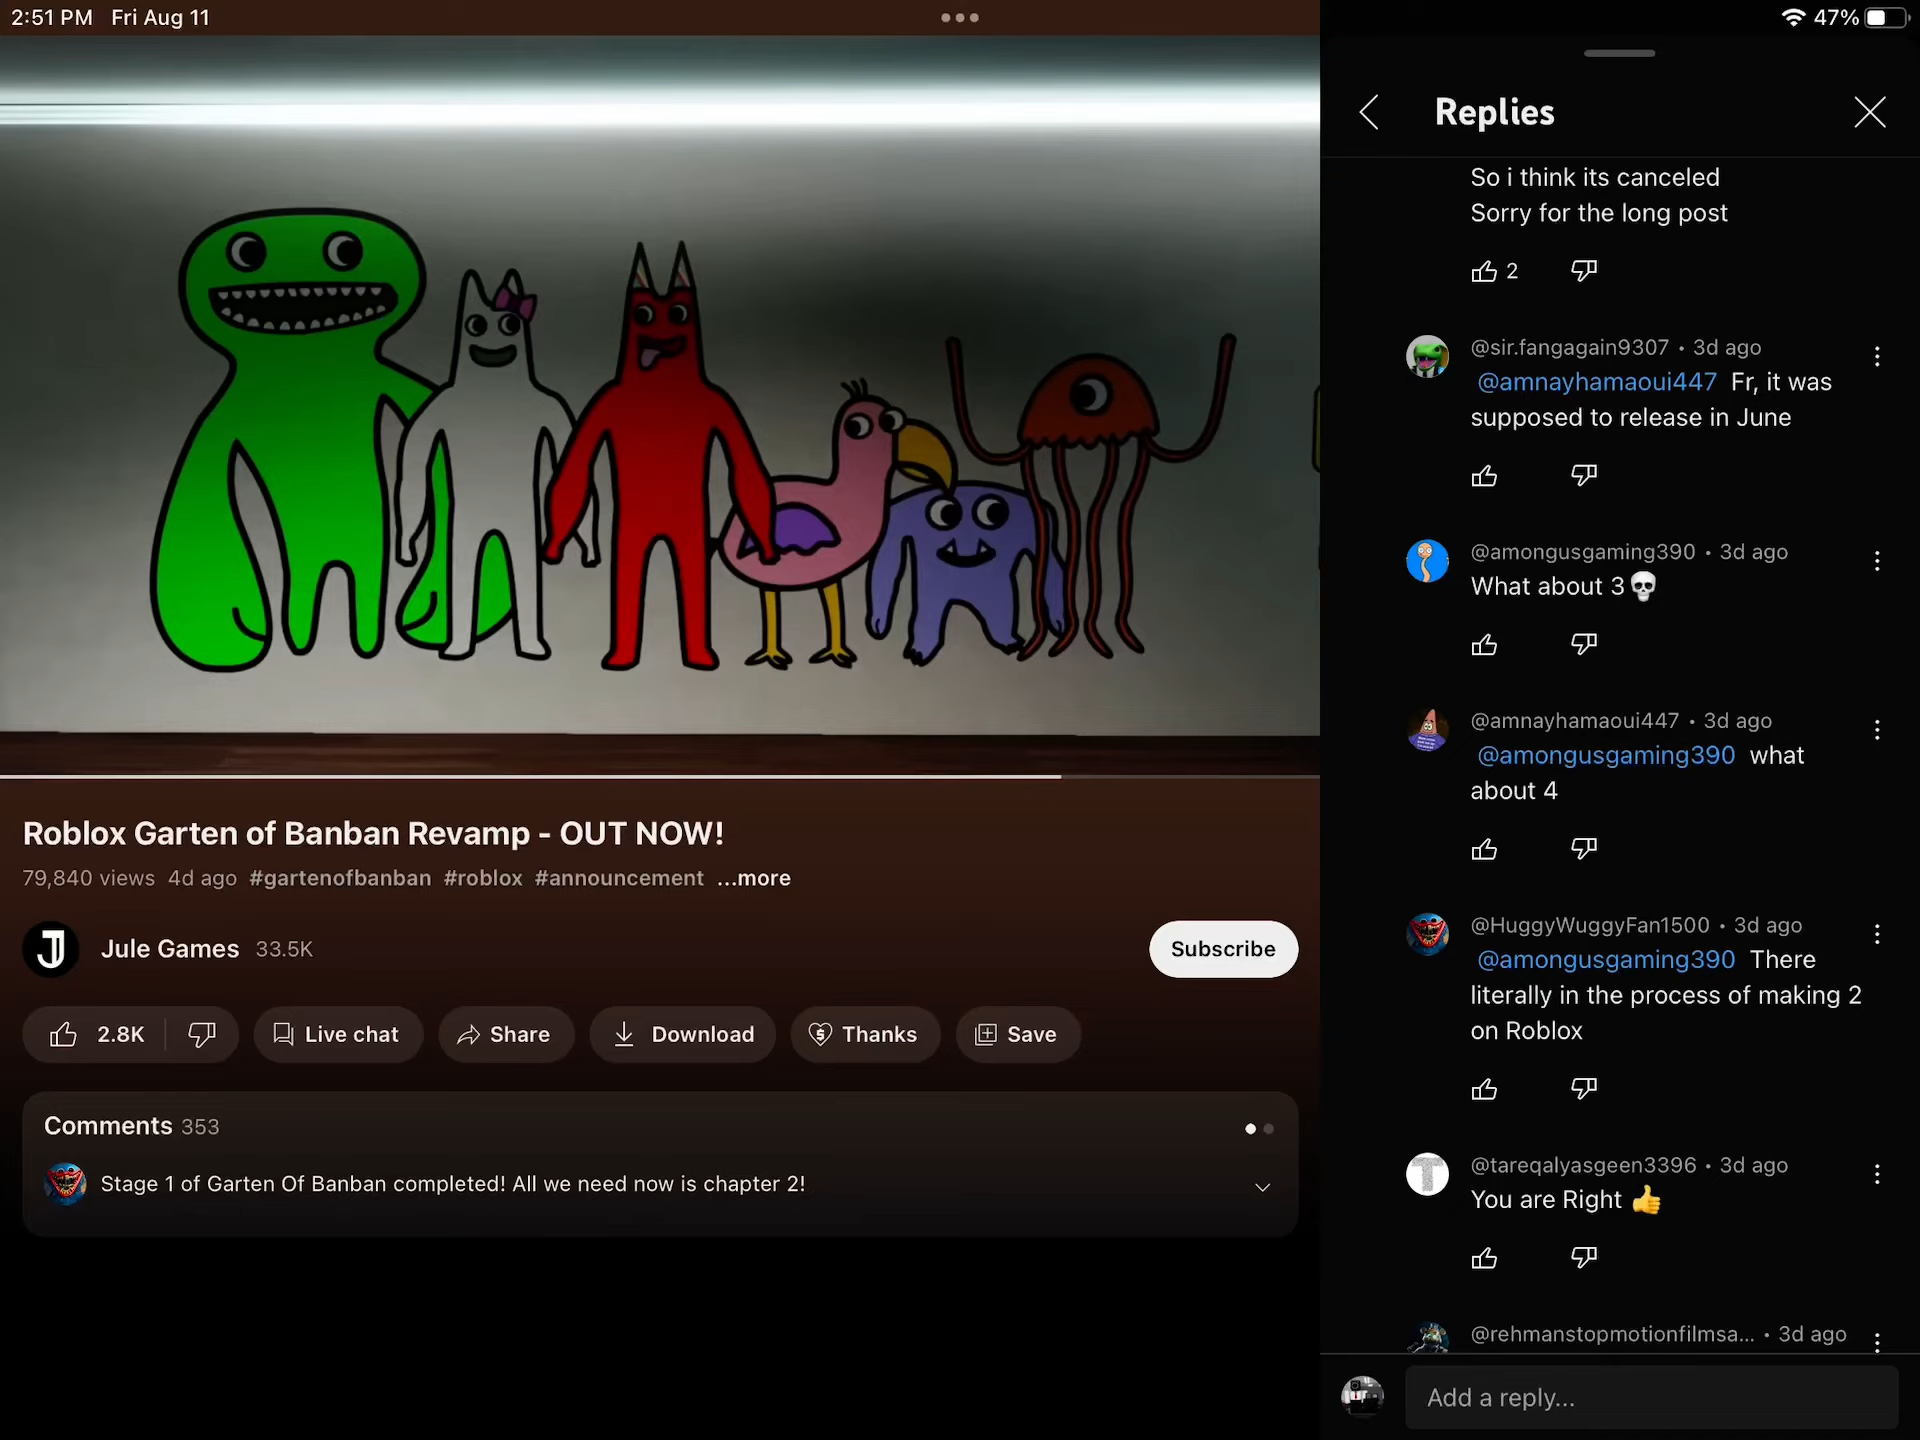 2:51 PM Fri Aug 11
47%
Roblox Garten of Banban Revamp - OUT NOW!
79,840 views 4d ago #gartenofbanban #roblox #announcement ...more
Jule Games 33.5K
Subscribe
2.8K
Live chat
Share
Download
Thanks
Save
Comments 353
Stage 1 of Garten Of Banban completed! All we need now is chapter 2!
Replies
So i think its canceled
Sorry for the long post
2
@sir.fangagain9307 • 3d ago
@amnayhamaoui447 Fr, it was
supposed to release in June
@amongusgaming390 • 3d ago
What about 3💀
@amnayhamaoui447 • 3d ago
@amongusgaming390 what
about 4
@HuggyWuggyFan1500 • 3d ago
@amongusgaming390 There
literally in the process of making 2
on Roblox
@tareqalyasgeen3396 • 3d ago
You are Right 👍
@rehmanstopmotionfilmsa... • 3d ago
Add a reply...